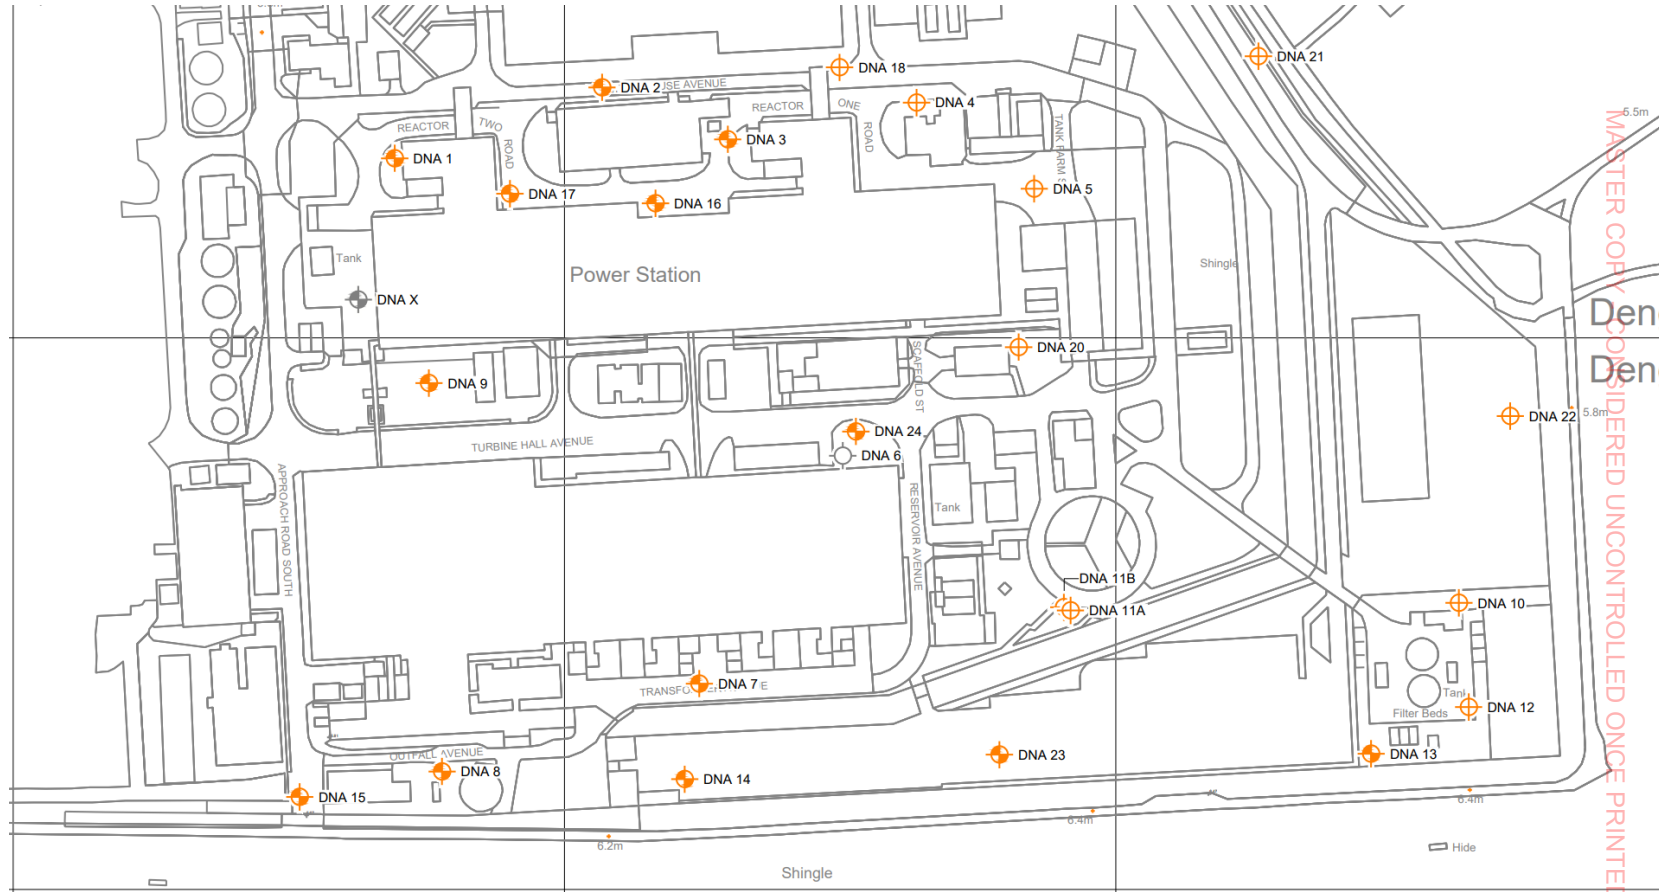 DNA 21
DNA 18
DNA 2
USE AVENUE
DNA 4
REACTOR
ONE
ROAD
5.5m
REACTOR
TWO
ROAD
TANK FARM S
DNA 3
DNA 1
DNA 17
DNA 16
DNA 5
Tank
Power Station
Shingle
DNA X
Den
DNA 20
Den
SCAFFOLD ST
DNA 9
5.8m
DNA 22
TURBINE HALL AVENUE
DNA 24
DNA 6
APPROACH ROAD SOUTH
RESERVOIR AVENUE
Tank
DNA 11B
DNA 11A
DNA 10
DNA 7
TRANSFO
E
Tank
DNA 12
Filter Beds
OUTFALL AVENUE
DNA 8
DNA 23
DNA 13
DNA 14
DNA 15
6.4m
6.4m
6.2m
Hide
Shingle
MASTER COPY - CONSIDERED UNCONTROLLED ONCE PRINTED